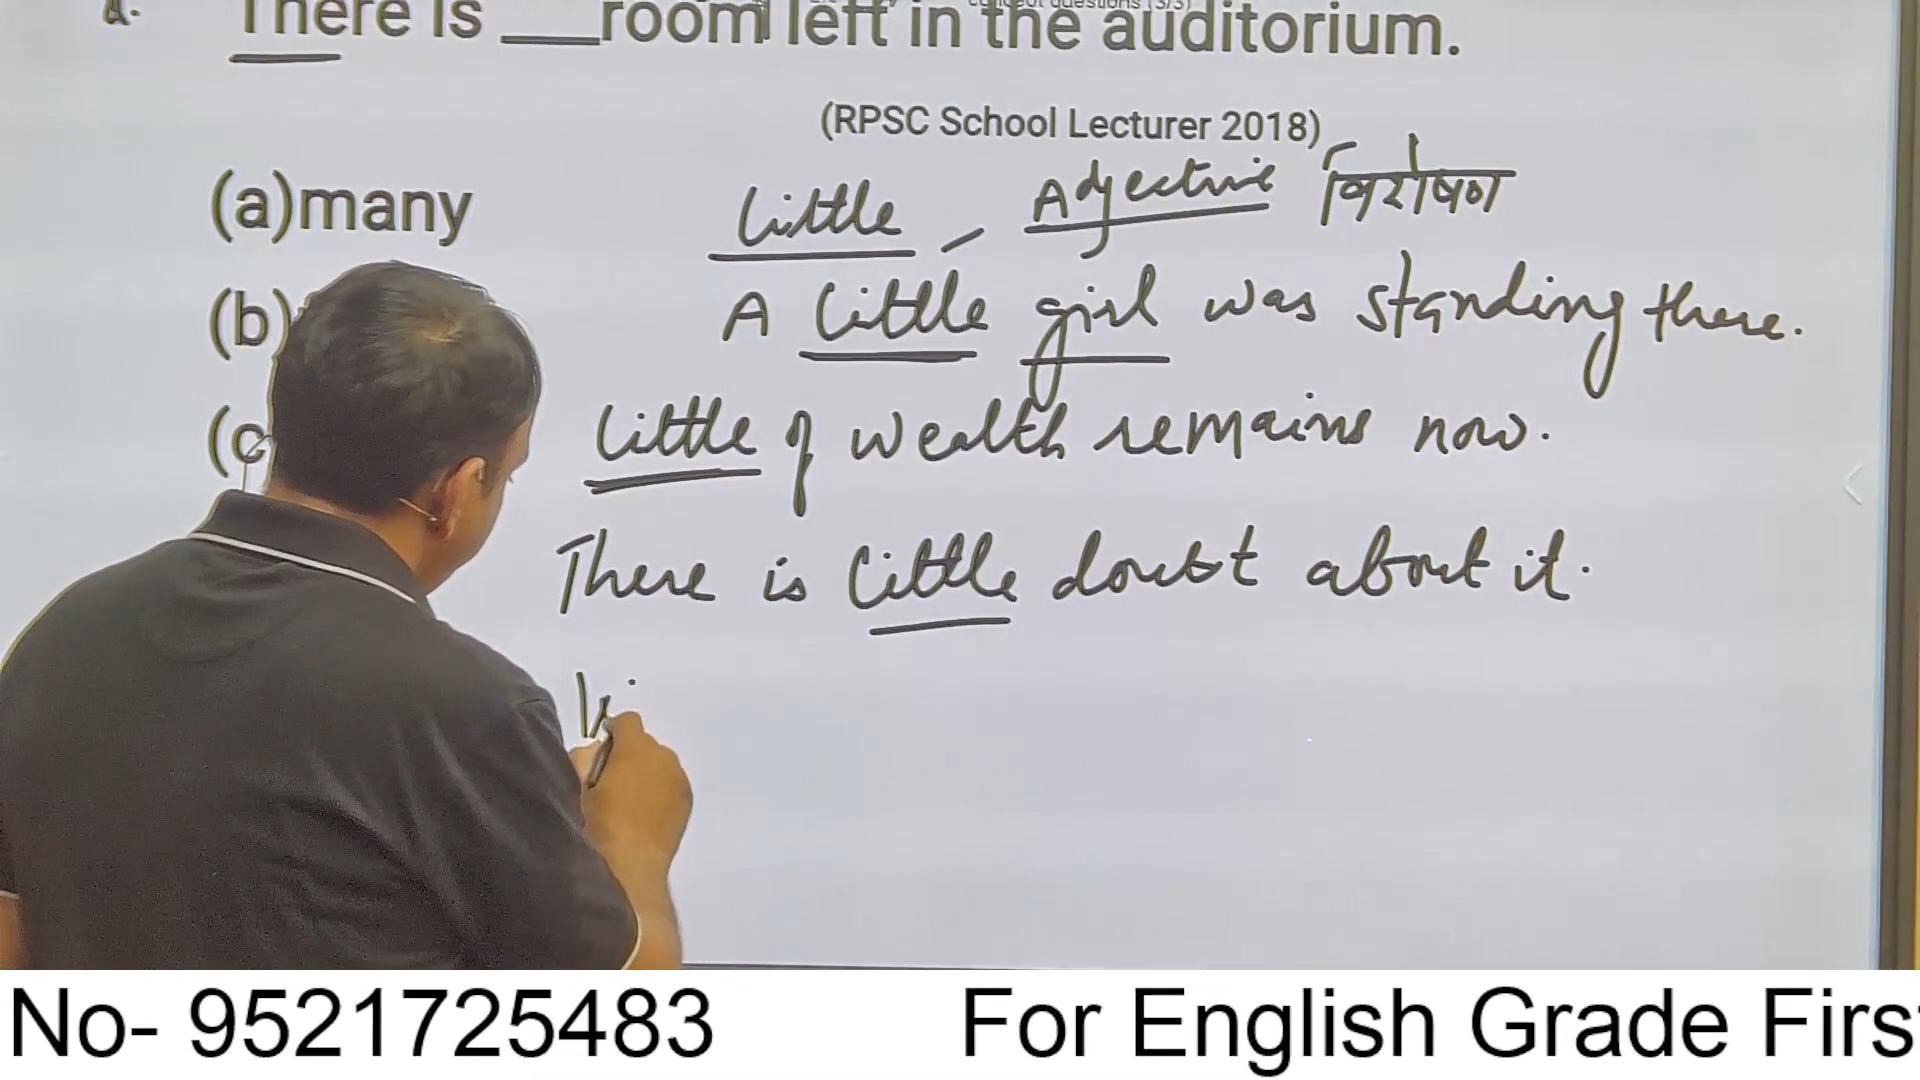 There is ___room left in the auditorium.
(RPSC School Lecturer 2018)
(a)many
Little, Adjective विशेषण
(b)
A little girl was standing there.
(c)
Little of wealth remains now.
There is little doubt about it.
No- 9521725483 For English Grade Firs